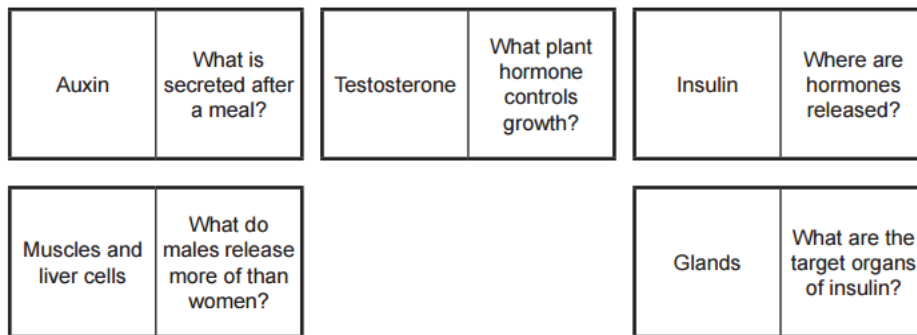 Auxin
What is
secreted after
a meal?
Testosterone
What plant
hormone
controls
growth?
Insulin
Where are
hormones
released?
Muscles and
liver cells
What do
males release
more of than
women?
Glands
What are the
target organs
of insulin?